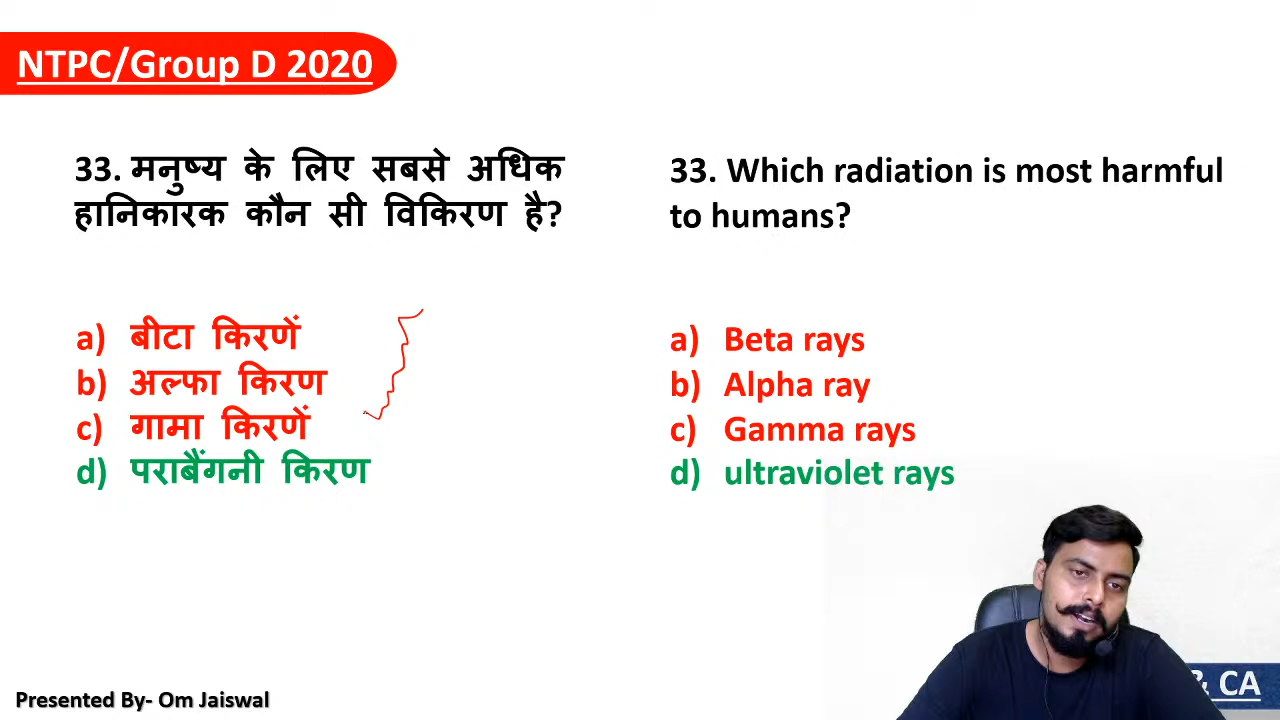 NTPC/Group D 2020
33. मनुष्य के लिए सबसे अधिक
हानिकारक कौन सी विकिरण है?
a) बीटा किरणें
b) अल्फा किरण
c) गामा किरणें
d) पराबैंगनी किरण
33. Which radiation is most harmful
to humans?
a) Beta rays
b) Alpha ray
c) Gamma rays
d) ultraviolet rays
Presented By- Om Jaiswal
& CA